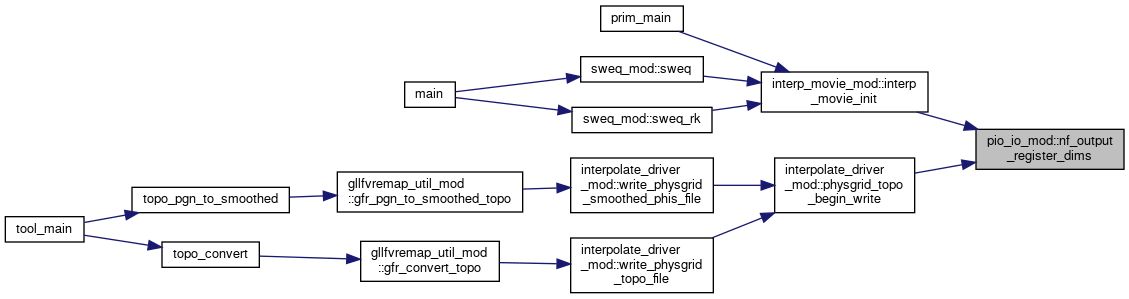 prim_main
sweq_mod::sweq
main
sweq_mod::sweq_rk
interp_movie_mod::interp
_movie_init
pio_io_mod::nf_output
_register_dims
interpolate_driver
_mod::physgrid_topo
_begin_write
interpolate_driver
_mod::write_physgrid
_smoothed_phis_file
gllfvremap_util_mod
::gfr_pgn_to_smoothed_topo
topo_pgn_to_smoothed
tool_main
topo_convert
gllfvremap_util_mod
::gfr_convert_topo
interpolate_driver
_mod::write_physgrid
_topo_file